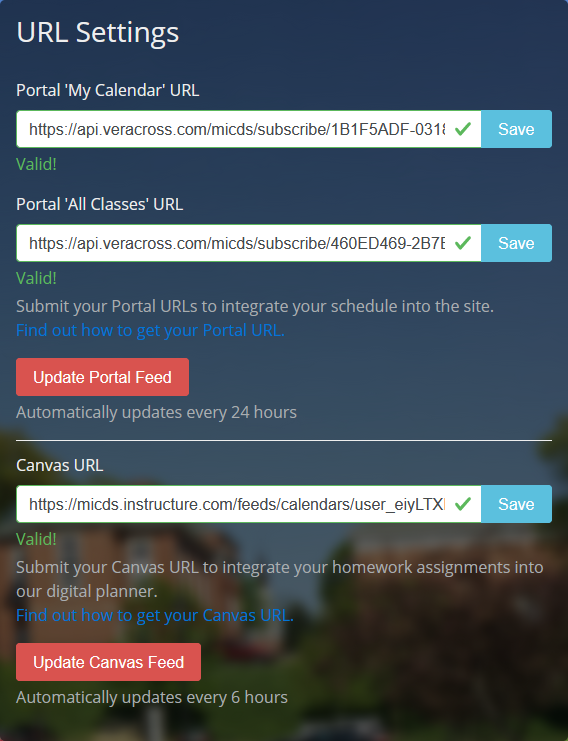 URL Settings
Portal 'My Calendar' URL
https://api.veracross.com/micds/subscribe/1B1F5ADF-0318
Save
Valid!
Portal 'All Classes' URL
https://api.veracross.com/micds/subscribe/460ED469-2B7E
Save
Valid!
Submit your Portal URLs to integrate your schedule into the site.
Find out how to get your Portal URL.
Update Portal Feed
Automatically updates every 24 hours
Canvas URL
https://micds.instructure.com/feeds/calendars/user_eiyLTX
Save
Valid!
Submit your Canvas URL to integrate your homework assignments into
our digital planner.
Find out how to get your Canvas URL.
Update Canvas Feed
Automatically updates every 6 hours